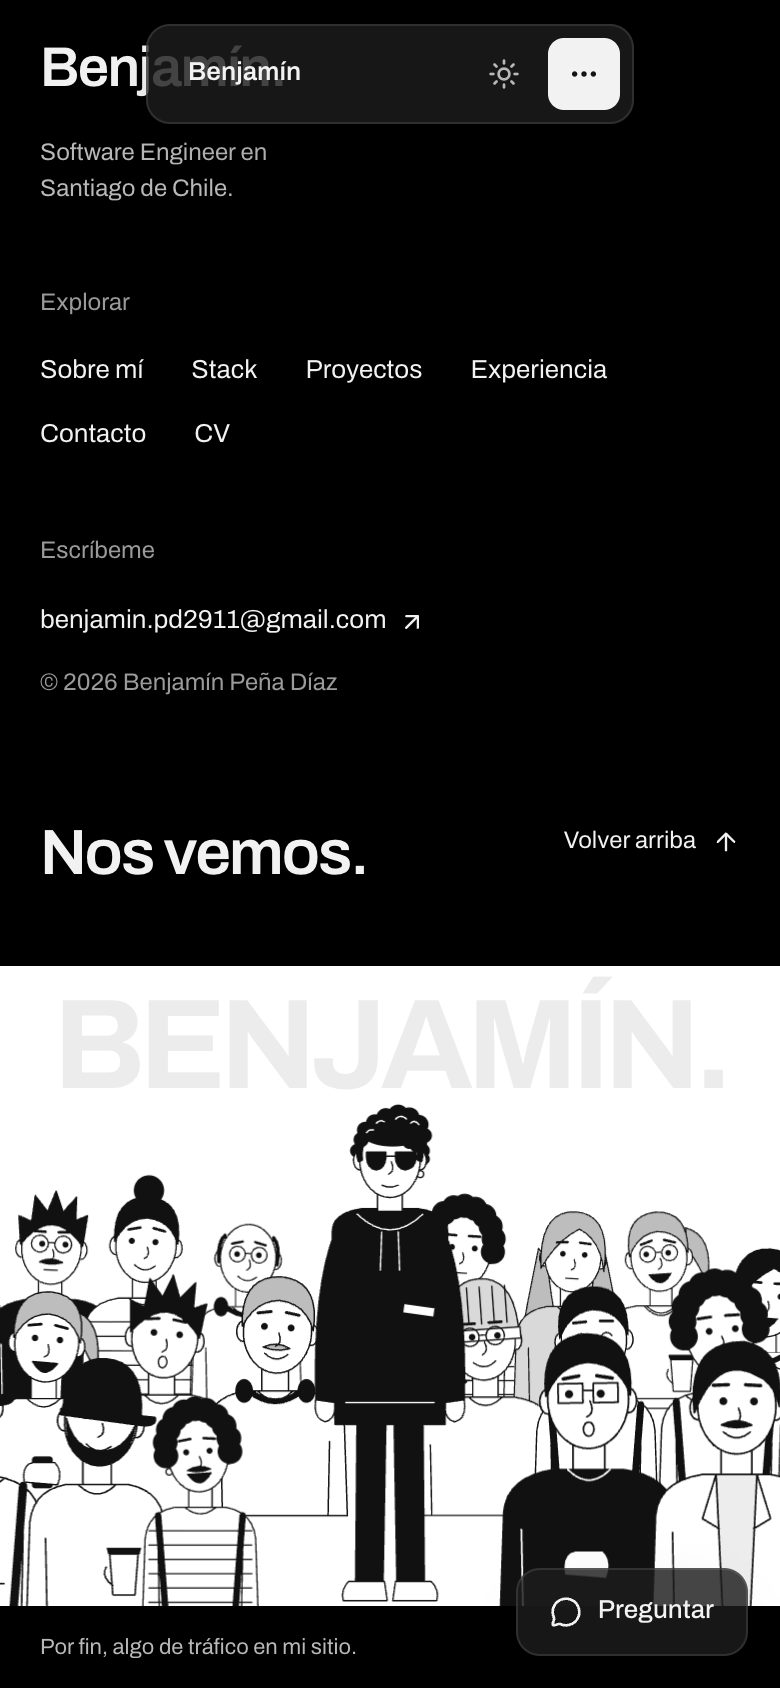 Benjamín.
Benjamín
Software Engineer en
Santiago de Chile.
Explorar
Sobre mí Stack Proyectos Experiencia
Contacto CV
Escríbeme
benjamin.pd2911@gmail.com
© 2026 Benjamín Peña Díaz
Nos vemos.
Volver arriba
BENJAMÍN.
Preguntar
Por fin, algo de tráfico en mi sitio.